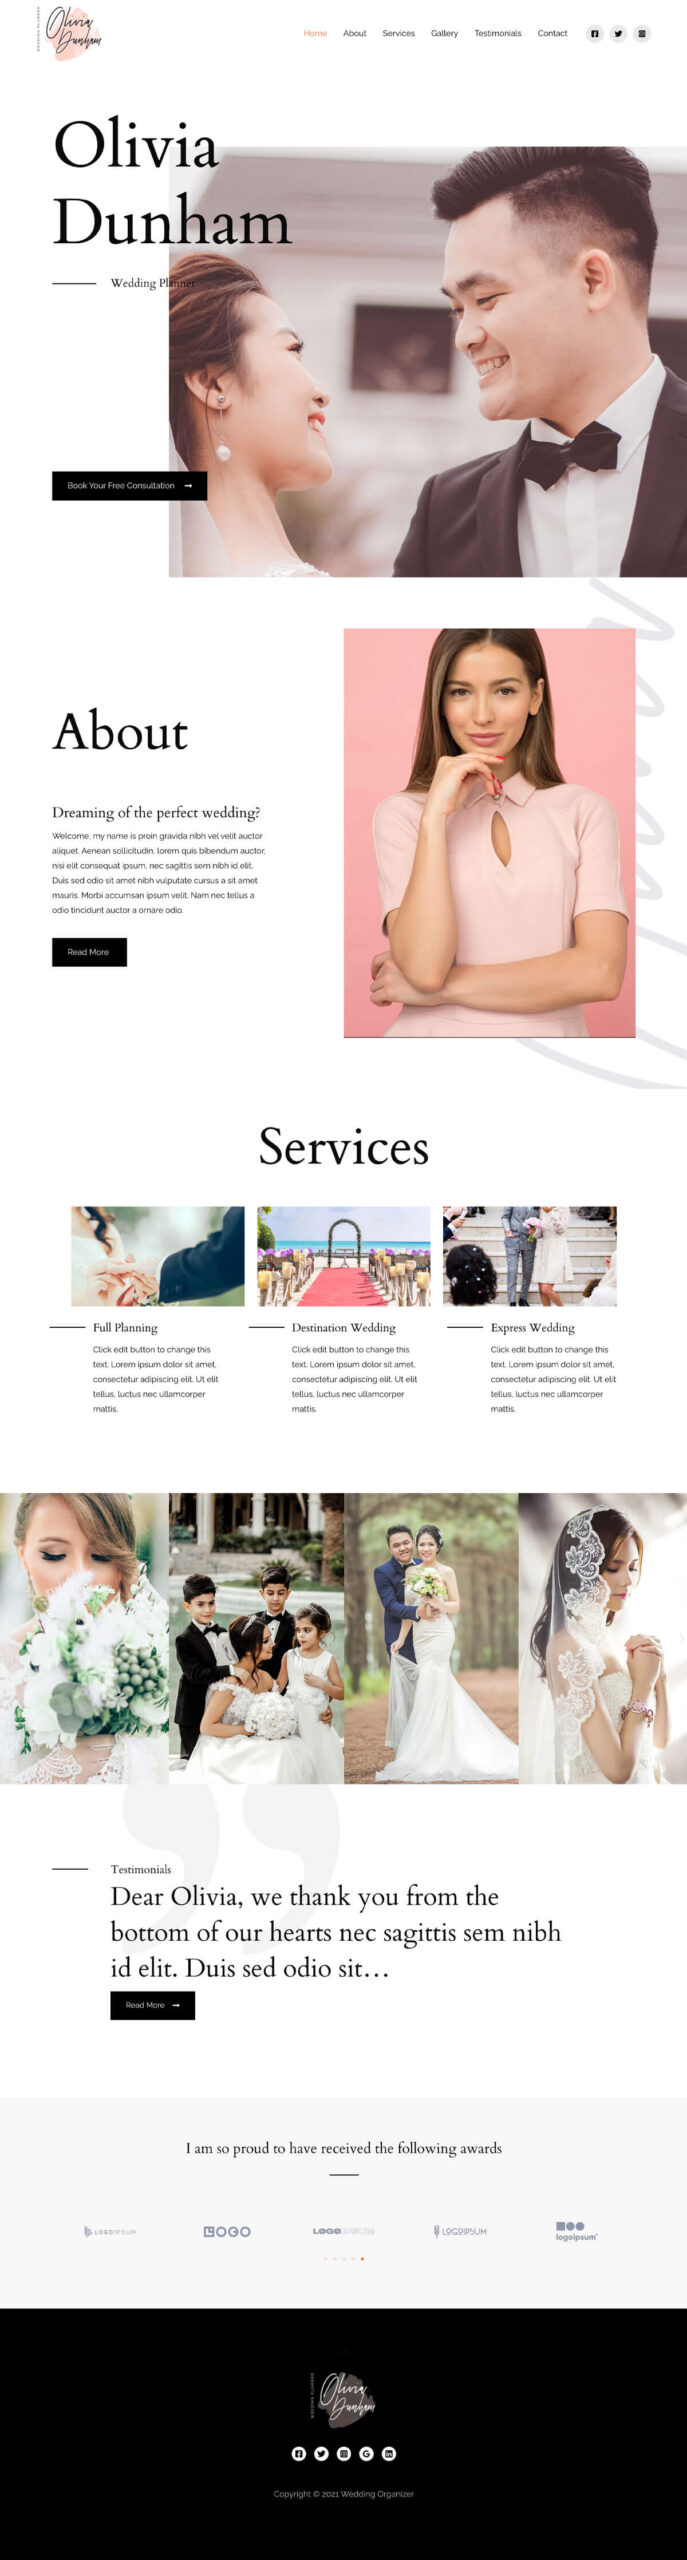 WEDDING PLANNER
Olivia
Dunham
Home About Services Gallery Testimonials Contact
Olivia
Dunham
Wedding Planner
Book Your Free Consultation
About
Dreaming of the perfect wedding?
Welcome, my name is proin gravida nibh vel velit auctor
aliquet. Aenean sollicitudin, lorem quis bibendum auctor,
nisi elit consequat ipsum, nec sagittis sem nibh id elit.
Duis sed odio sit amet nibh vulputate cursus a sit amet
mauris. Morbi accumsan ipsum velit. Nam nec tellus a
odio tincidunt auctor a ornare odio.
Read More
Services
Full Planning
Click edit button to change this
text. Lorem ipsum dolor sit amet,
consectetur adipiscing elit. Ut elit
tellus, luctus nec ullamcorper
mattis.
Destination Wedding
Click edit button to change this
text. Lorem ipsum dolor sit amet,
consectetur adipiscing elit. Ut elit
tellus, luctus nec ullamcorper
mattis.
Express Wedding
Click edit button to change this
text. Lorem ipsum dolor sit amet,
consectetur adipiscing elit. Ut elit
tellus, luctus nec ullamcorper
mattis.
Testimonials
Dear Olivia, we thank you from the
bottom of our hearts nec sagittis sem nibh
id elit. Duis sed odio sit…
Read More
I am so proud to have received the following awards
LOGOIPSUM
LOGO
LOGOIPSUM
LOGOIPSUM
logoipsum
WEDDING PLANNER
Olivia
Dunham
Copyright © 2021 Wedding Organizer